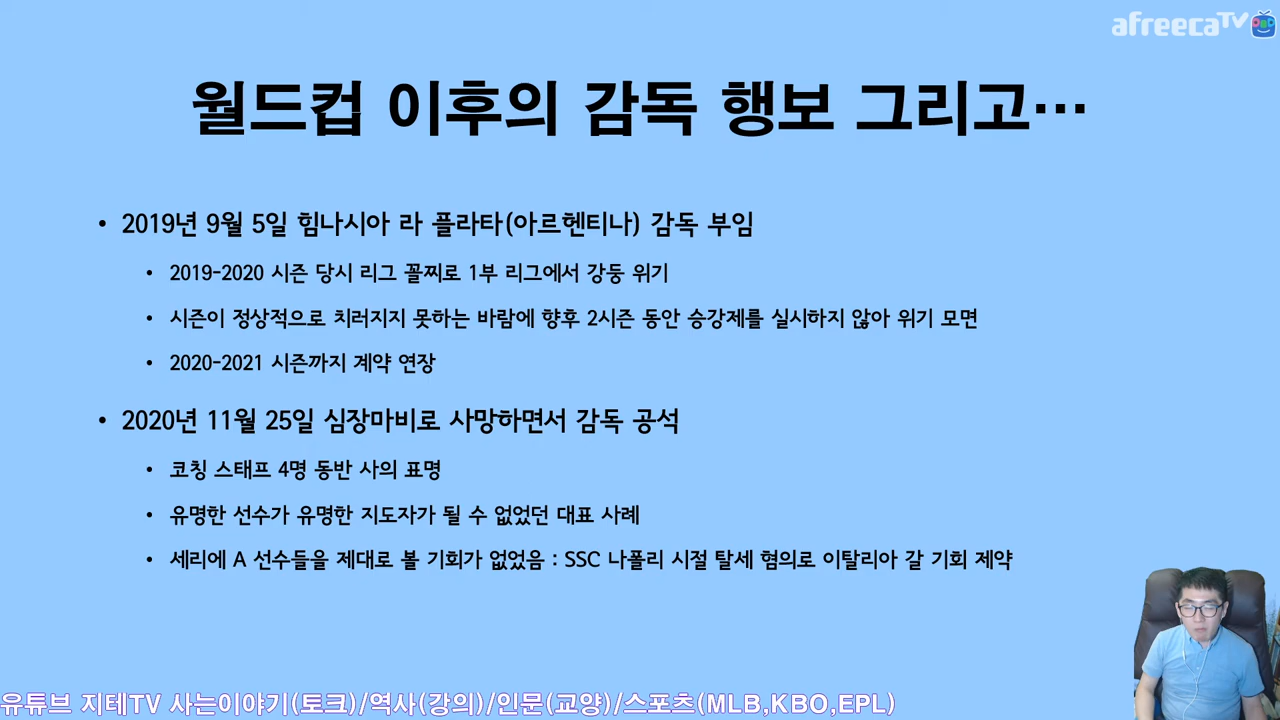 afreecaTV
월드컵 이후의 감독 행보 그리고…
• 2019년 9월 5일 힘나시아 라 플라타(아르헨티나) 감독 부임
• 2019-2020 시즌 당시 리그 꼴찌로 1부 리그에서 강등 위기
• 시즌이 정상적으로 치러지지 못하는 바람에 향후 2시즌 동안 승강제를 실시하지 않아 위기 모면
• 2020-2021 시즌까지 계약 연장
• 2020년 11월 25일 심장마비로 사망하면서 감독 공석
• 코칭 스태프 4명 동반 사의 표명
• 유명한 선수가 유명한 지도자가 될 수 없었던 대표 사례
• 세리에 A 선수들을 제대로 볼 기회가 없었음 : SSC 나폴리 시절 탈세 혐의로 이탈리아 갈 기회 제약
유튜브 지테TV 사는이야기(토크)/역사(강의)/인문(교양)/스포츠(MLB,KBO,EPL)